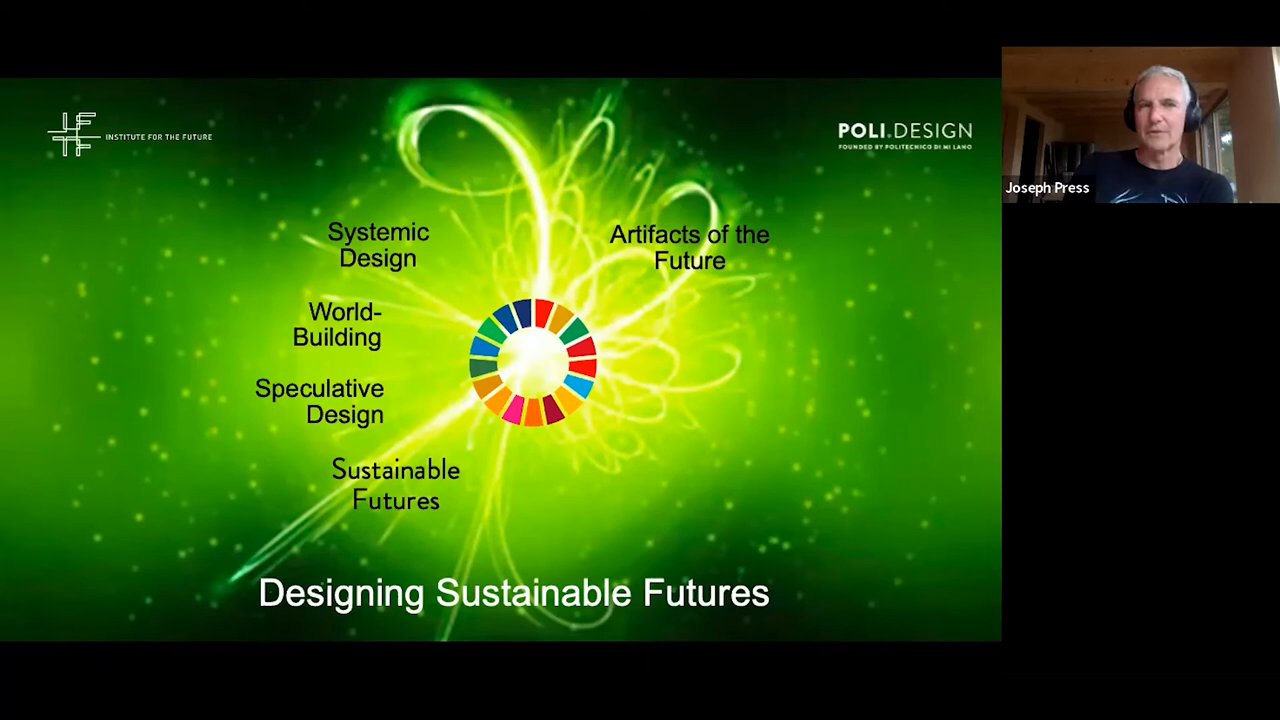 INSTITUTE FOR THE FUTURE
POLI.DESIGN
FOUNDED BY POLITECNICO DI MILANO
Joseph Press
Systemic
Design
Artifacts of the
Future
World-
Building
Speculative
Design
Sustainable
Futures
Designing Sustainable Futures